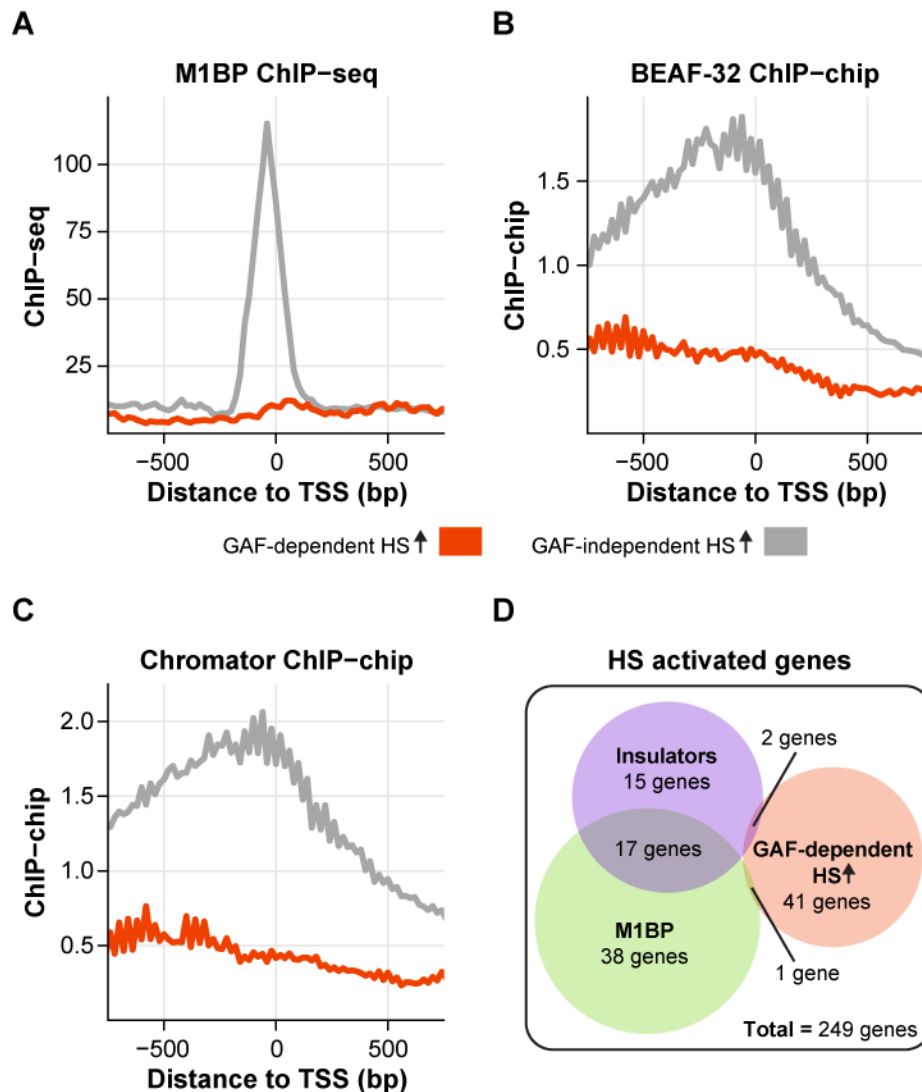 A
M1BP ChIP−seq
ChIP−seq
100
75
50
25
−500
0
500
Distance to TSS (bp)
B
BEAF-32 ChIP−chip
ChIP−chip
1.5
1.0
0.5
−500
0
500
Distance to TSS (bp)
GAF-dependent HS↑
GAF-independent HS↑
C
Chromator ChIP−chip
ChIP−chip
2.0
1.5
1.0
0.5
−500
0
500
Distance to TSS (bp)
D
HS activated genes
Insulators
15 genes
2 genes
17 genes
GAF-dependent
HS↑
41 genes
M1BP
38 genes
1 gene
Total = 249 genes